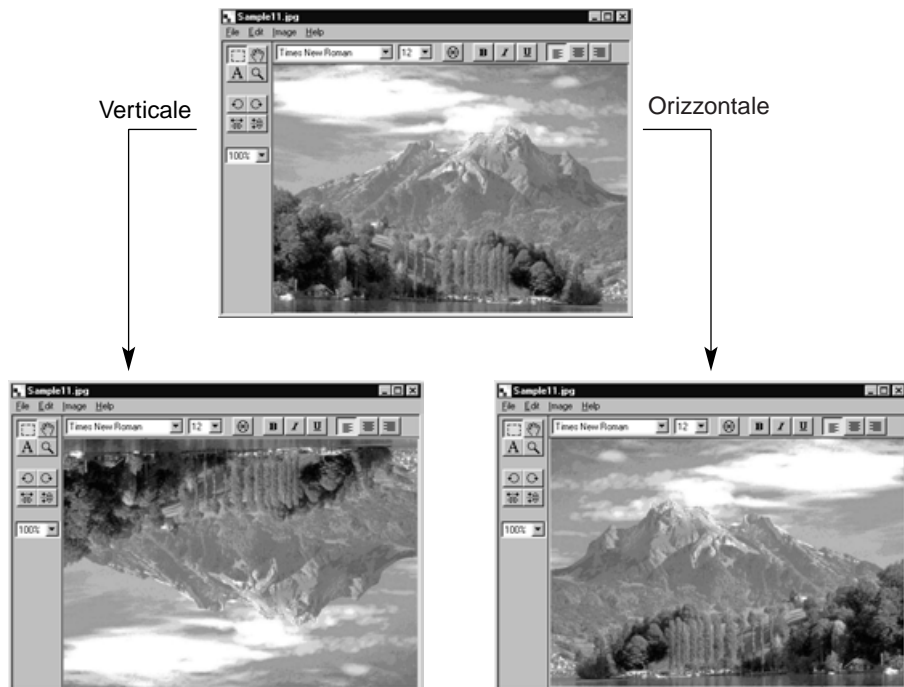 Sample11.jpg
File Edit Image Help
Times New Roman 12 B I U
A
100%
Verticale
Orizzontale
Sample11.jpg
File Edit Image Help
Times New Roman 12 B I U
A
100%
Sample11.jpg
File Edit Image Help
Times New Roman 12 B I U
A
100%